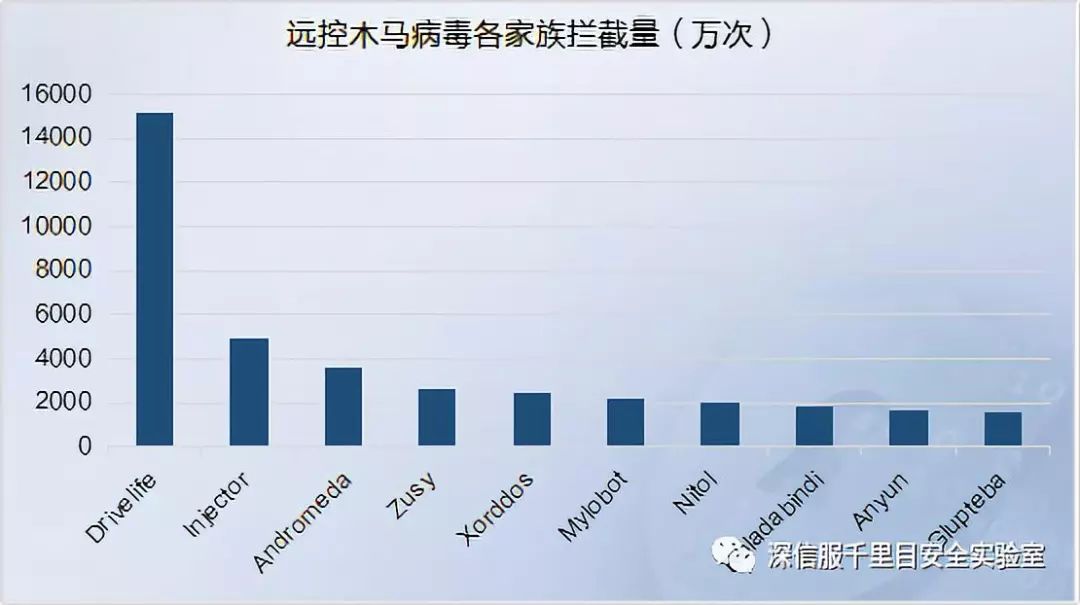 远控木马病毒各家族拦截量（万次）
16000
14000
12000
10000
8000
6000
4000
2000
0
Drivelife
Injector
Andromeda
Zusy
Xorddos
Mylobot
Nitol
Anyun
Glupteba
深信服千里目安全实验室